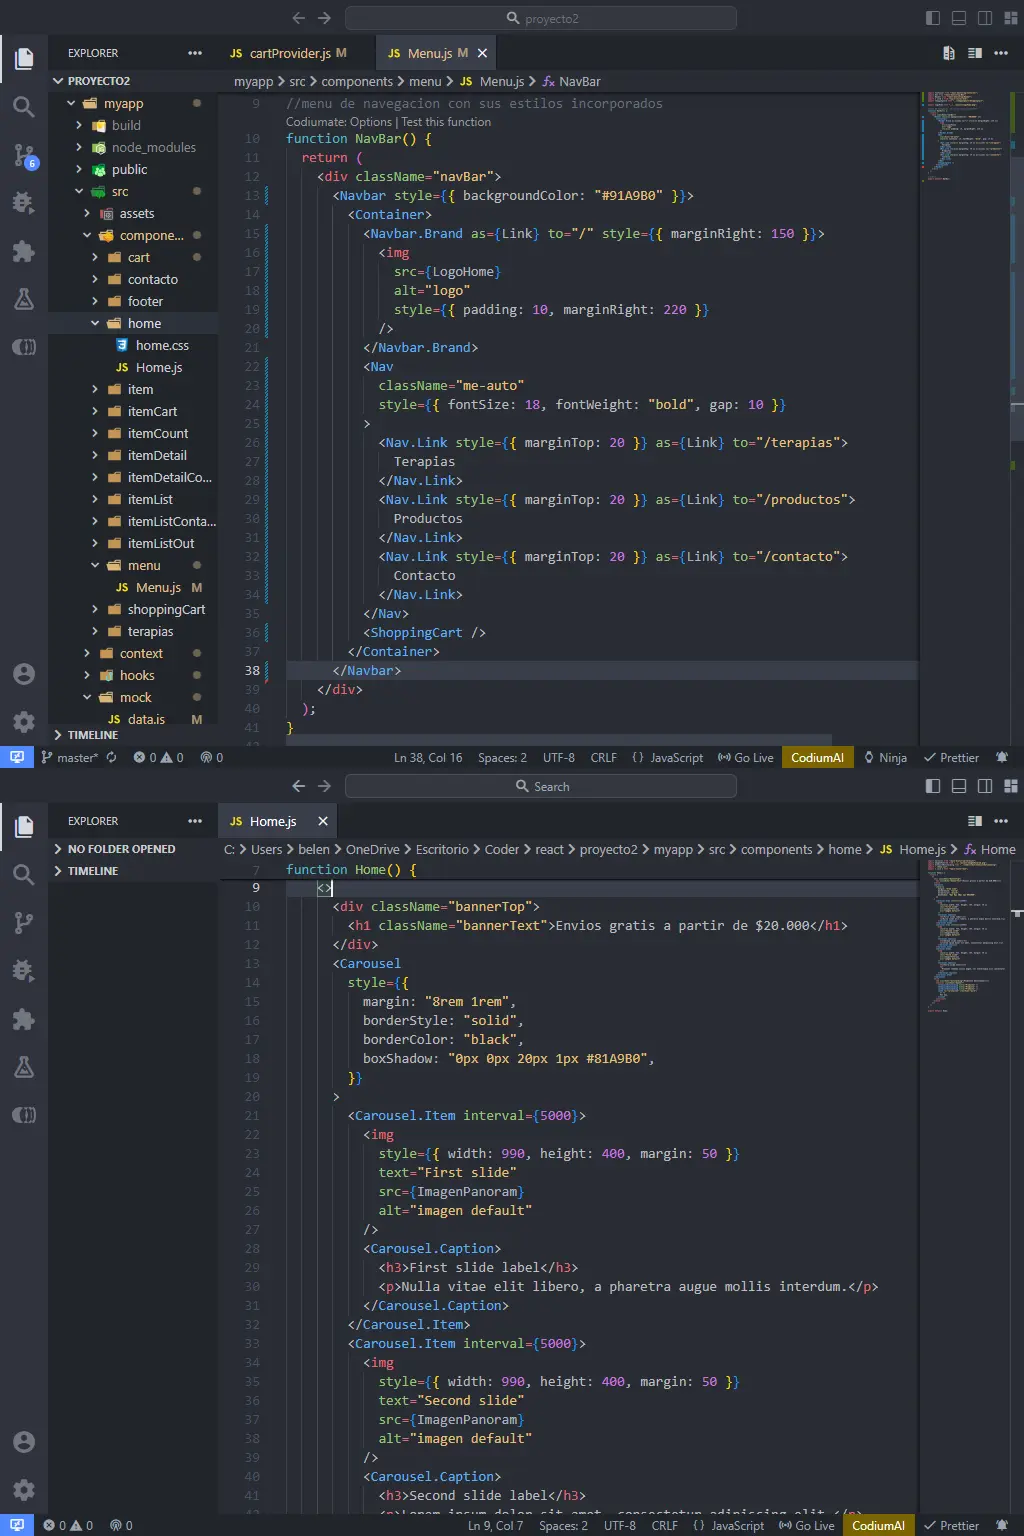 proyecto2
EXPLORER
PROYECTO2
myapp
build
node_modules
public
src
assets
compone...
cart
contacto
footer
home
home.css
JS Home.js
item
itemCart
itemCount
itemDetail
itemDetailCo...
itemList
itemListConta...
itemListOut
menu
JS Menu.js M
shoppingCart
terapias
context
hooks
mock
JS data.js M
TIMELINE
6
JS cartProvider.js M
JS Menu.js M
myapp > src > components > menu > JS Menu.js > NavBar
9 //menu de navegacion con sus estilos incorporados
Codiumate: Options | Test this function
10 function NavBar() {
11 return (
12 <div className="navBar">
13 <Navbar style={{ backgroundColor: "#91A9B0" }}>
14 <Container>
15 <Navbar.Brand as={Link} to="/" style={{ marginRight: 150 }}>
16 <img
17 src={LogoHome}
18 alt="logo"
19 style={{ padding: 10, marginRight: 220 }}
20 />
21 </Navbar.Brand>
22 <Nav
23 className="me-auto"
24 style={{ fontSize: 18, fontWeight: "bold", gap: 10 }}
25 >
26 <Nav.Link style={{ marginTop: 20 }} as={Link} to="/terapias">
27 Terapias
28 </Nav.Link>
29 <Nav.Link style={{ marginTop: 20 }} as={Link} to="/productos">
30 Productos
31 </Nav.Link>
32 <Nav.Link style={{ marginTop: 20 }} as={Link} to="/contacto">
33 Contacto
34 </Nav.Link>
35 </Nav>
36 <ShoppingCart />
37 </Container>
38 </Navbar>
39 </div>
40 );
41 }
master* 0 0 0 Ln 38, Col 16 Spaces: 2 UTF-8 CRLF {} JavaScript Go Live CodiumAI Ninja Prettier
Search
EXPLORER
NO FOLDER OPENED
TIMELINE
JS Home.js
C: > Users > belen > OneDrive > Escritorio > Coder > react > proyecto2 > myapp > src > components > home > JS Home.js > Home
7 function Home() {
9 <>
10 <div className="bannerTop">
11 <h1 className="bannerText">Envios gratis a partir de $20.000</h1>
12 </div>
13 <Carousel
14 style={{
15 margin: "8rem 1rem",
16 borderStyle: "solid",
17 borderColor: "black",
18 boxShadow: "0px 0px 20px 1px #81A9B0",
19 }}
20 >
21 <Carousel.Item interval={5000}>
22 <img
23 style={{ width: 990, height: 400, margin: 50 }}
24 text="First slide"
25 src={ImagenPanoram}
26 alt="imagen default"
27 />
28 <Carousel.Caption>
29 <h3>First slide label</h3>
30 <p>Nulla vitae elit libero, a pharetra augue mollis interdum.</p>
31 </Carousel.Caption>
32 </Carousel.Item>
33 <Carousel.Item interval={5000}>
34 <img
35 style={{ width: 990, height: 400, margin: 50 }}
36 text="Second slide"
37 src={ImagenPanoram}
38 alt="imagen default"
39 />
40 <Carousel.Caption>
41 <h3>Second slide label</h3>
0 0 0 Ln 9, Col 7 Spaces: 2 UTF-8 CRLF {} JavaScript Go Live CodiumAI Prettier